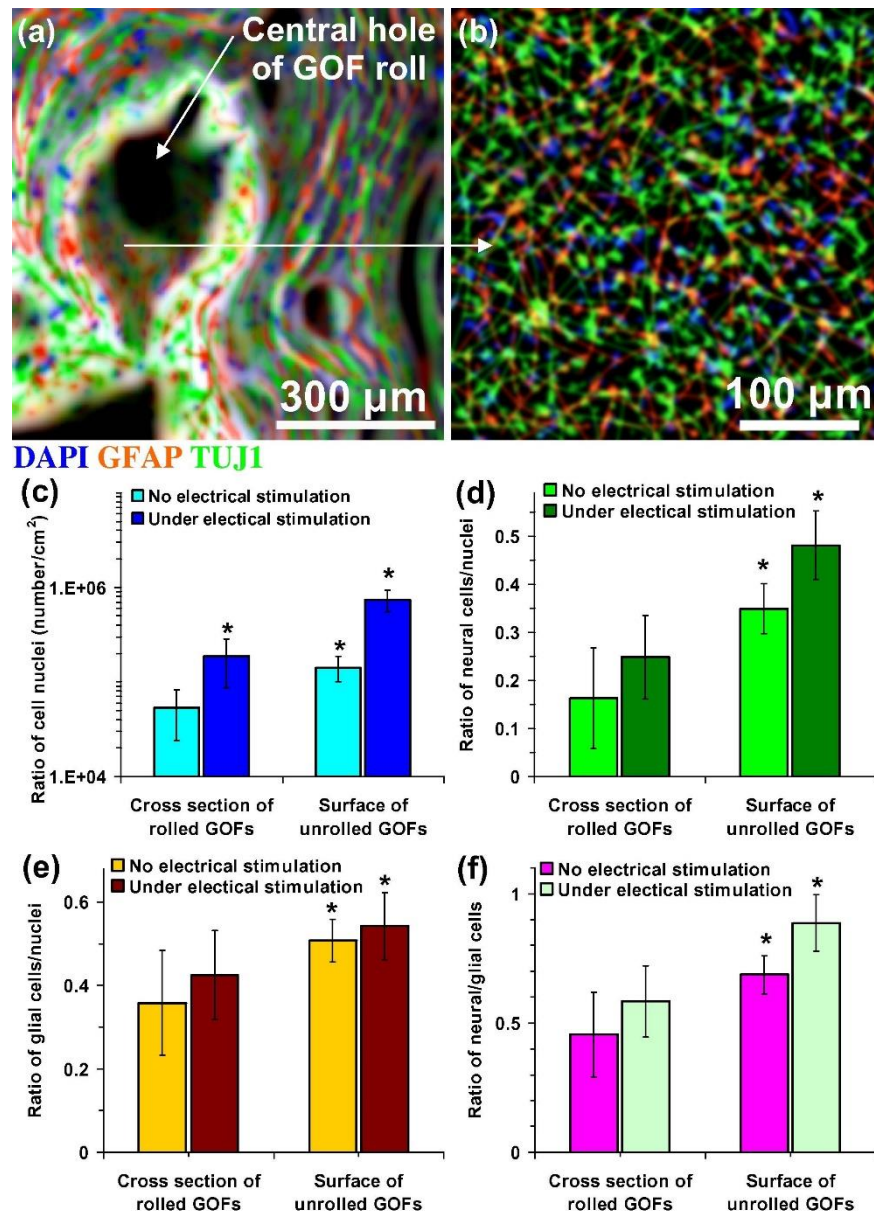 (a)
Central hole
of GOF roll
300 µm
(b)
100 µm
DAPI GFAP TUJ1
(c)
No electrical stimulation
Under electical stimulation
Ratio of cell nuclei (number/cm²)
1.E+06
1.E+04
*
*
*
Cross section of
rolled GOFs
Surface of
unrolled GOFs
(d)
No electrical stimulation
Under electical stimulation
Ratio of neural cells/nuclei
0.5
0.4
0.3
0.2
0.1
0
*
*
Cross section of
rolled GOFs
Surface of
unrolled GOFs
(e)
No electrical stimulation
Under electical stimulation
Ratio of glial cells/nuclei
0.6
0.4
0.2
0
*
*
Cross section of
rolled GOFs
Surface of
unrolled GOFs
(f)
No electrical stimulation
Under electical stimulation
Ratio of neural/glial cells
1
0.5
0
*
*
Cross section of
rolled GOFs
Surface of
unrolled GOFs